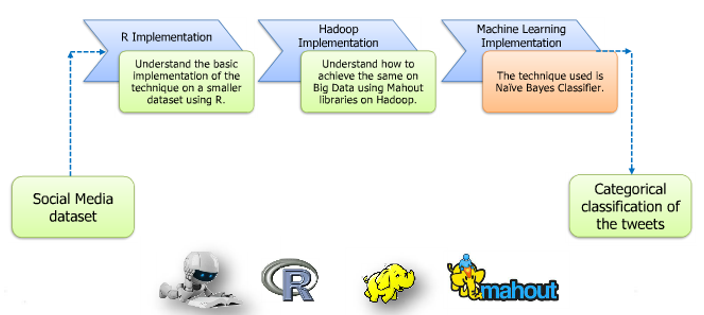 R Implementation
Understand the basic
implementation of the
technique on a smaller
dataset using R.
Hadoop
Implementation
Understand how to
achieve the same on
Big Data using Mahout
libraries on Hadoop.
Machine Learning
Implementation
The technique used is
Naïve Bayes Classifier.
Social Media
dataset
Categorical
classification of
the tweets
R
mahout